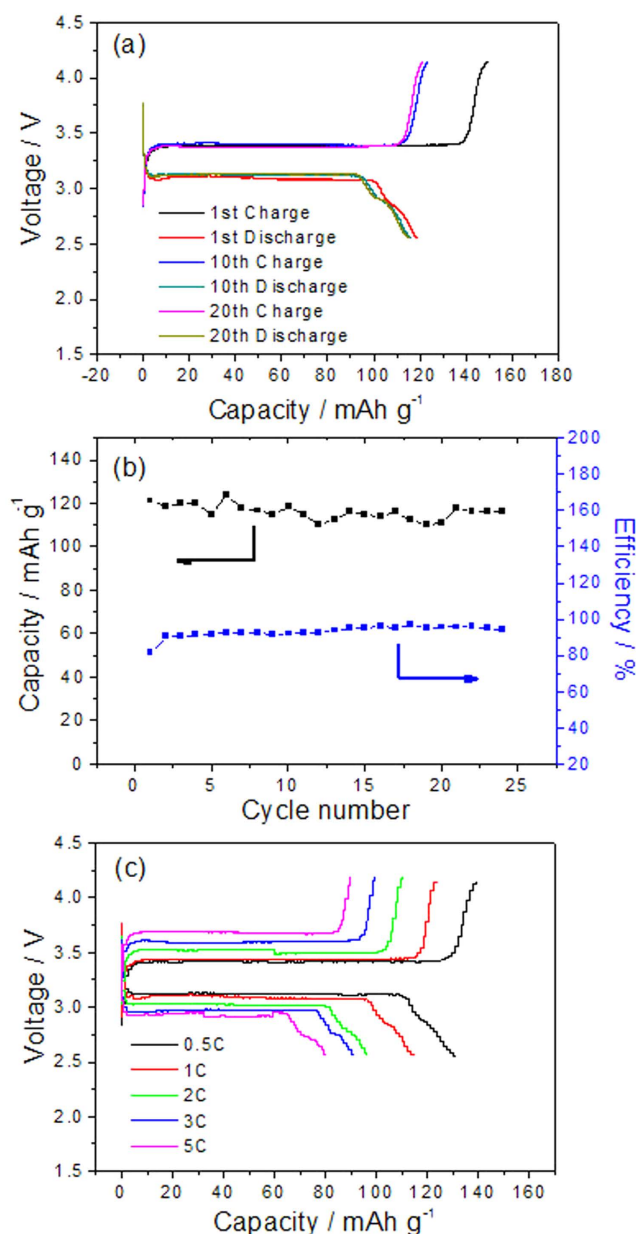 (a)
4.5
4.0
3.5
3.0
2.5
2.0
1.5
Voltage / V
1st Charge
1st Discharge
10th Charge
10th Discharge
20th Charge
20th Discharge
-20 0 20 40 60 80 100 120 140 160 180
Capacity / mAh g-1
(b)
140
120
100
80
60
40
20
0
Capacity / mAh g-1
200
180
160
140
120
100
80
60
40
20
Efficiency / %
0 5 10 15 20 25
Cycle number
(c)
4.5
4.0
3.5
3.0
2.5
2.0
1.5
Voltage / V
0.5C
1C
2C
3C
5C
0 20 40 60 80 100 120 140 160
Capacity / mAh g-1